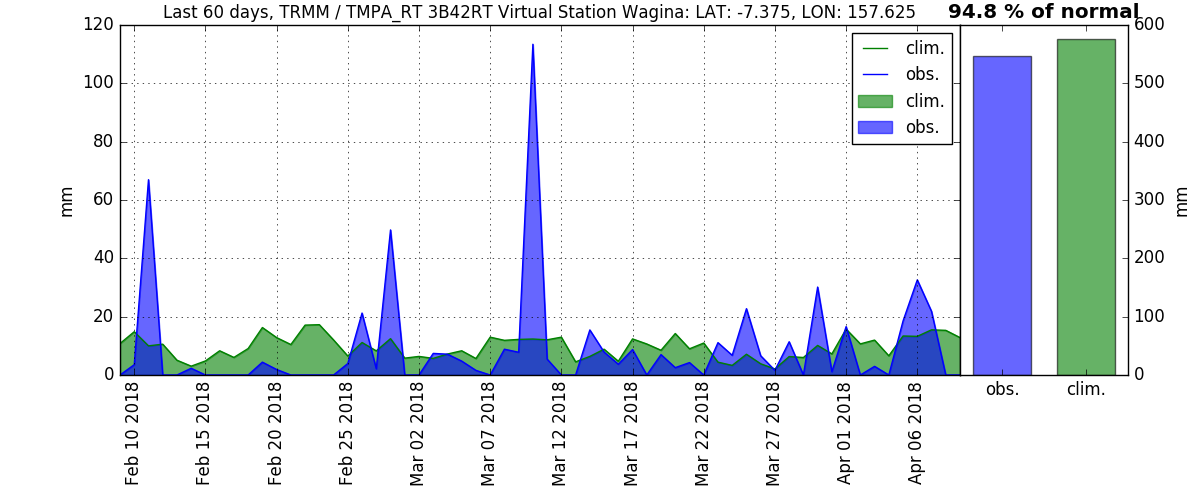 Last 60 days, TRMM / TMPA_RT 3B42RT Virtual Station Wagina: LAT: -7.375, LON: 157.625
94.8 % of normal
120
100
80
60
40
20
0
mm
clim.
obs.
clim.
obs.
600
500
400
300
200
100
0
mm
Feb 10 2018
Feb 15 2018
Feb 20 2018
Feb 25 2018
Mar 02 2018
Mar 07 2018
Mar 12 2018
Mar 17 2018
Mar 22 2018
Mar 27 2018
Apr 01 2018
Apr 06 2018
obs.
clim.